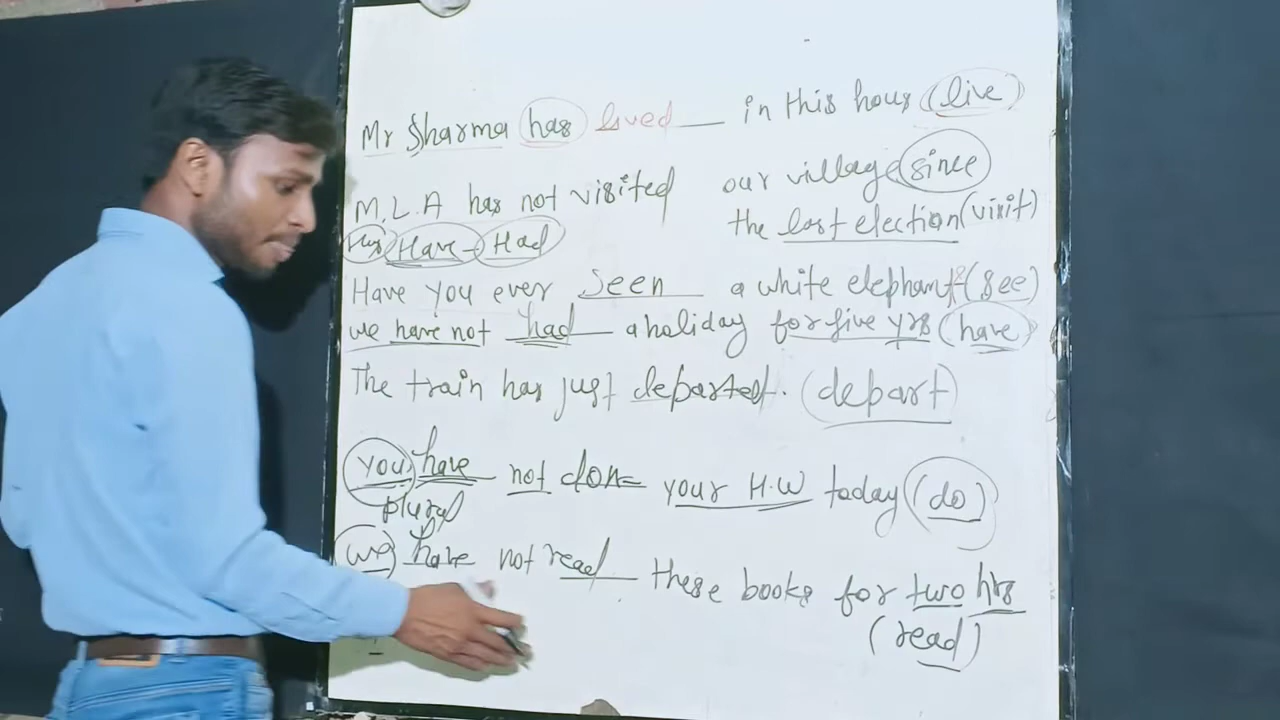 Mr Sharma has lived in this hous (live)
M.L.A has not visited our village since
the last election (visit)
Has Have - Had
Have you ever seen a white elephant? (see)
we have not had a holiday for five yrs (have)
The train has just departed. (depart)
you have not done your H.W today (do)
plural
we have not read these books for two hrs
(read)